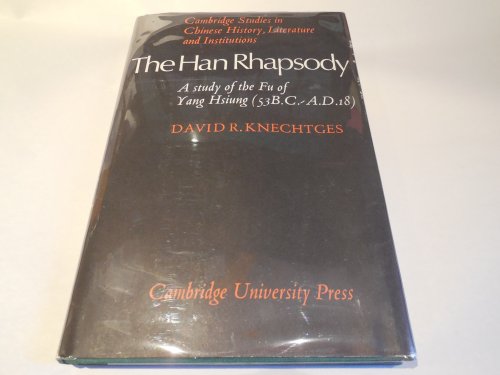 Cambridge Studies in
Chinese History, Literature
and Institutions
The Han Rhapsody
A study of the Fu of
Yang Hsiung (53B.C.-A.D.18)
DAVID R. KNECHTGES
Cambridge University Press